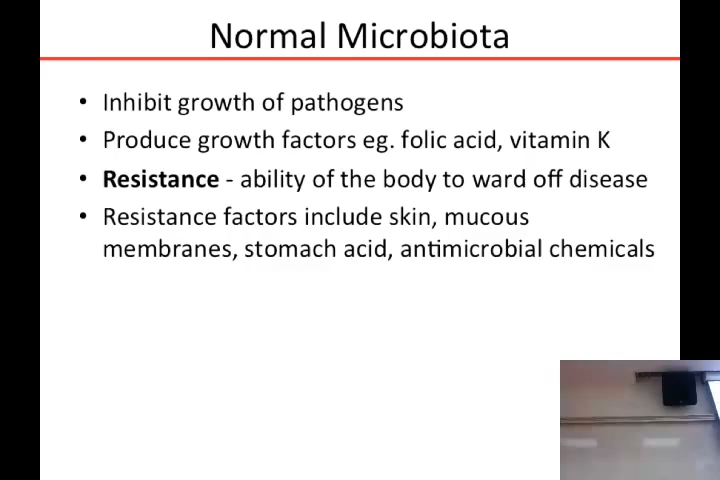 Normal Microbiota
• Inhibit growth of pathogens
• Produce growth factors eg. folic acid, vitamin K
• Resistance - ability of the body to ward off disease
• Resistance factors include skin, mucous
membranes, stomach acid, antimicrobial chemicals